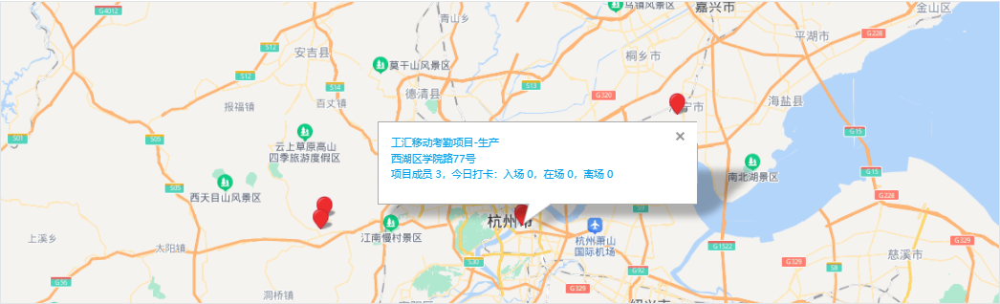 G4012
青山乡
乌镇风景区
嘉兴市
金山区
安吉县
S12
莫干山风景区
桐乡市
平湖市
G228
S12
S14
S13
G320
德清县
报福镇
百丈镇
宁市
海盐县
S01
S05
云上草原高山
四季旅游度假区
工汇移动考勤项目-生产
西湖区学院路77号
项目成员 3，今日打卡：入场 0，在场 0，离场 0
G15
G15
南北湖景区
S05
西天目山风景区
G228
上溪乡
太阳镇
江南慢村景区
杭州市
杭州萧山
国际机场
G1522
G228
慈溪市
G56
S30
G92
S8
G329
G329
洞桥镇